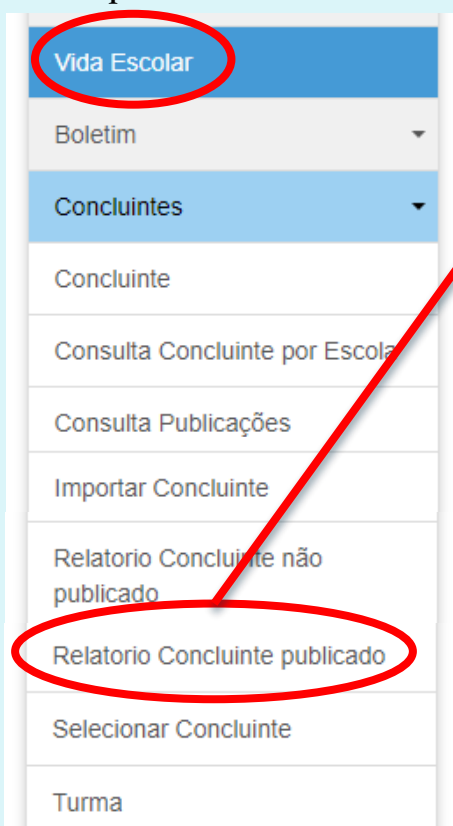 Vida Escolar
Boletim
Concluintes
Concluinte
Consulta Concluinte por Escola
Consulta Publicações
Importar Concluinte
Relatorio Concluinte não
publicado
Relatorio Concluinte publicado
Selecionar Concluinte
Turma